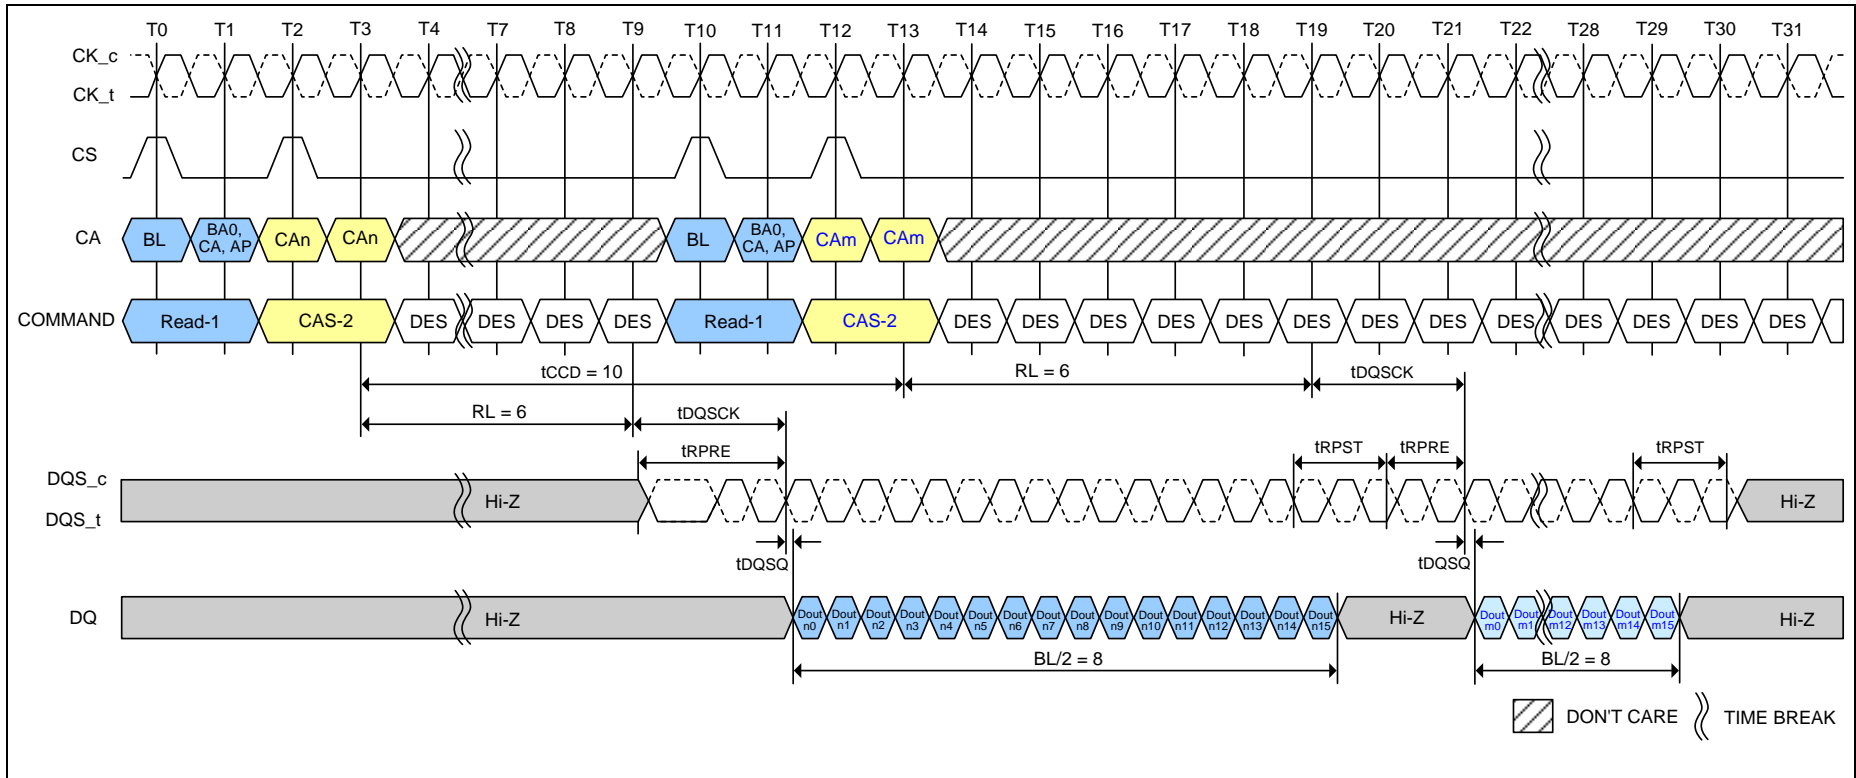 T0 T1 T2 T3 T4 T7 T8 T9 T10 T11 T12 T13 T14 T15 T16 T17 T18 T19 T20 T21 T22 T28 T29 T30 T31
CK_c
CK_t
CS
CA BL BA0, CA, AP CAn CAn BL BA0, CA, AP CAm CAm
COMMAND Read-1 CAS-2 DES DES DES DES Read-1 CAS-2 DES DES DES DES DES DES DES DES DES DES DES DES DES
tCCD = 10 RL = 6 tDQSCK
RL = 6 tDQSCK
tRPRE tRPST tRPRE tRPST
DQS_c
Hi-Z Hi-Z
DQS_t
tDQSQ tDQSQ
DQ Hi-Z Dout n0 Dout n1 Dout n2 Dout n3 Dout n4 Dout n5 Dout n6 Dout n7 Dout n8 Dout n9 Dout n10 Dout n11 Dout n12 Dout n13 Dout n14 Dout n15 Hi-Z Dout m0 Dout m1 Dout m12 Dout m13 Dout m14 Dout m15 Hi-Z
BL/2 = 8 BL/2 = 8
DON'T CARE TIME BREAK